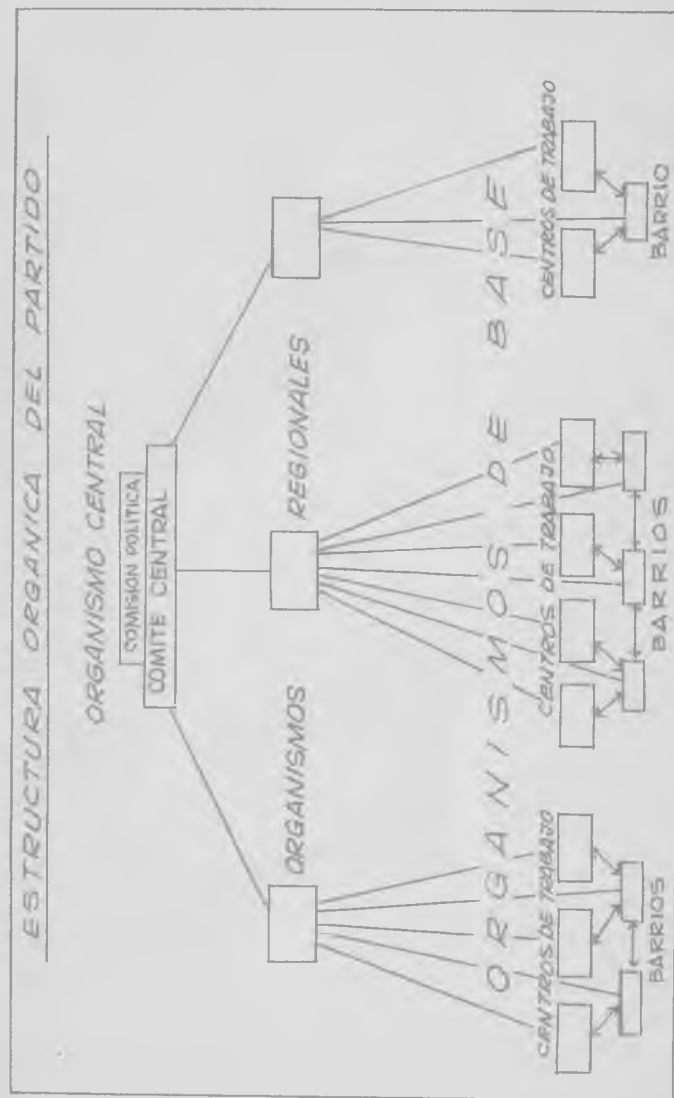 ESTRUCTURA ORGANICA DEL PARTIDO
ORGANISMO CENTRAL
COMISION POLITICA
COMITE CENTRAL
ORGANISMOS REGIONALES
ORGANISMOS DE BASE
CENTROS DE TRABAJO
CENTROS DE TRABAJO
CENTROS DE TRABAJO
BARRIOS
BARRIOS
BARRIO